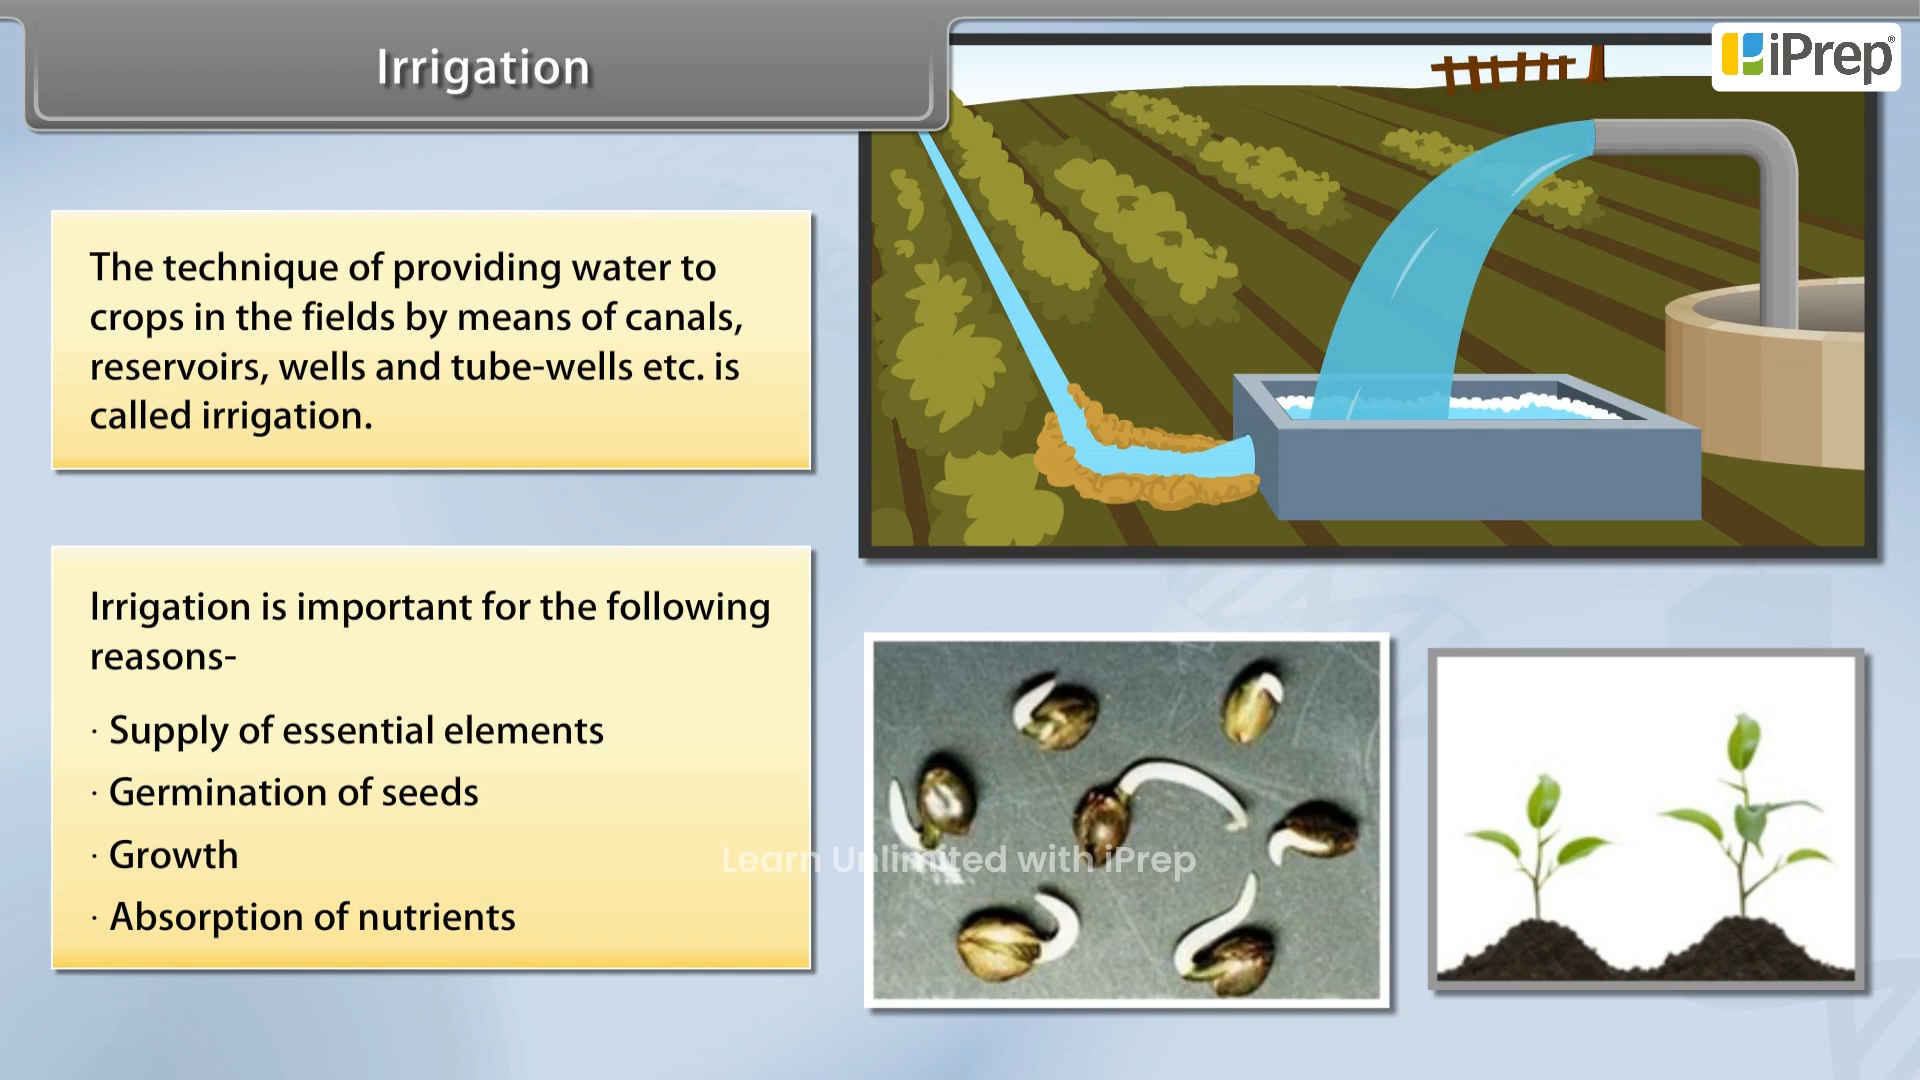 Irrigation
iPrep®
The technique of providing water to
crops in the fields by means of canals,
reservoirs, wells and tube-wells etc. is
called irrigation.
Irrigation is important for the following
reasons-
· Supply of essential elements
· Germination of seeds
· Growth
· Absorption of nutrients
Learn Unlimited with iPrep